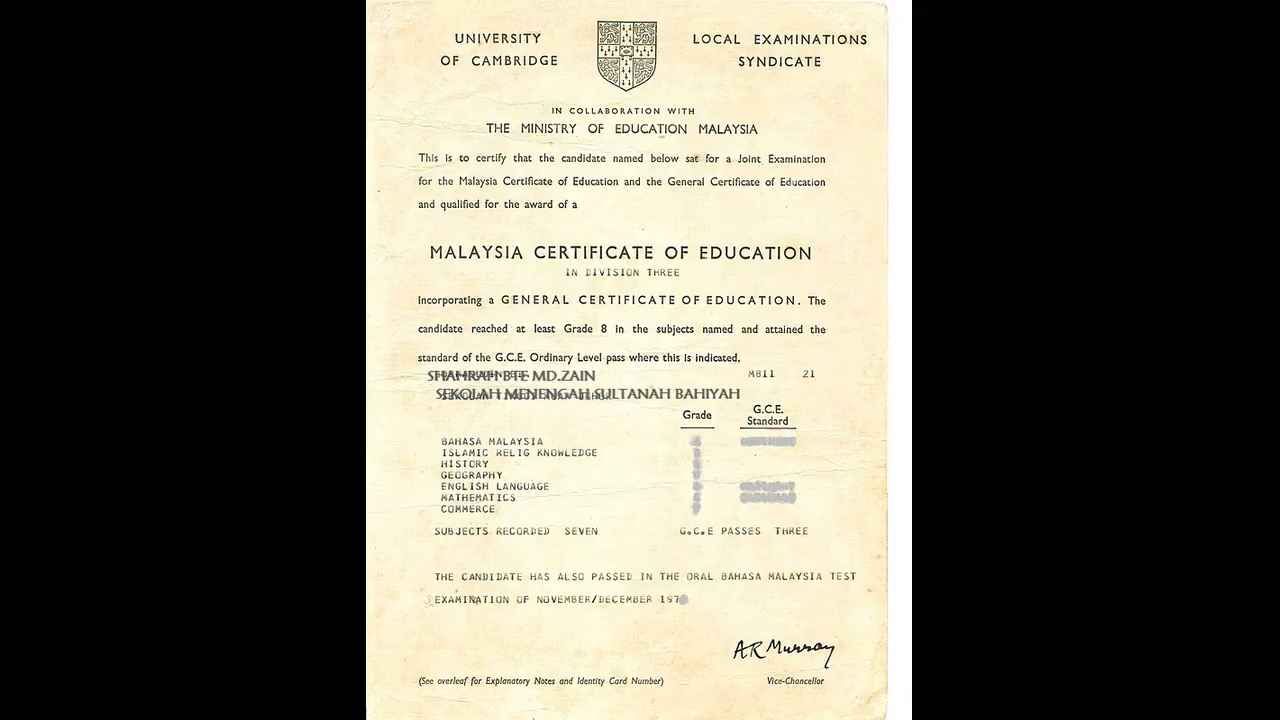 UNIVERSITY
OF CAMBRIDGE
LOCAL EXAMINATIONS
SYNDICATE
IN COLLABORATION WITH
THE MINISTRY OF EDUCATION MALAYSIA
This is to certify that the candidate named below sat for a Joint Examination
for the Malaysia Certificate of Education and the General Certificate of Education
and qualified for the award of a
MALAYSIA CERTIFICATE OF EDUCATION
IN DIVISION THREE
incorporating a GENERAL CERTIFICATE OF EDUCATION. The
candidate reached at least Grade 8 in the subjects named and attained the
standard of the G.C.E. Ordinary Level pass where this is indicated.
SHAHRAH BTE MD.ZAIN M811 21
SEKOLAH MENENGAH SULTANAH BAHIYAH
Grade G.C.E. Standard
BAHASA MALAYSIA
ISLAMIC RELIG KNOWLEDGE
HISTORY
GEOGRAPHY
ENGLISH LANGUAGE
MATHEMATICS
COMMERCE
SUBJECTS RECORDED SEVEN G.C.E PASSES THREE
THE CANDIDATE HAS ALSO PASSED IN THE ORAL BAHASA MALAYSIA TEST
EXAMINATION OF NOVEMBER/DECEMBER 197
A R Murray
(See overleaf for Explanatory Notes and Identity Card Number) Vice-Chancellor